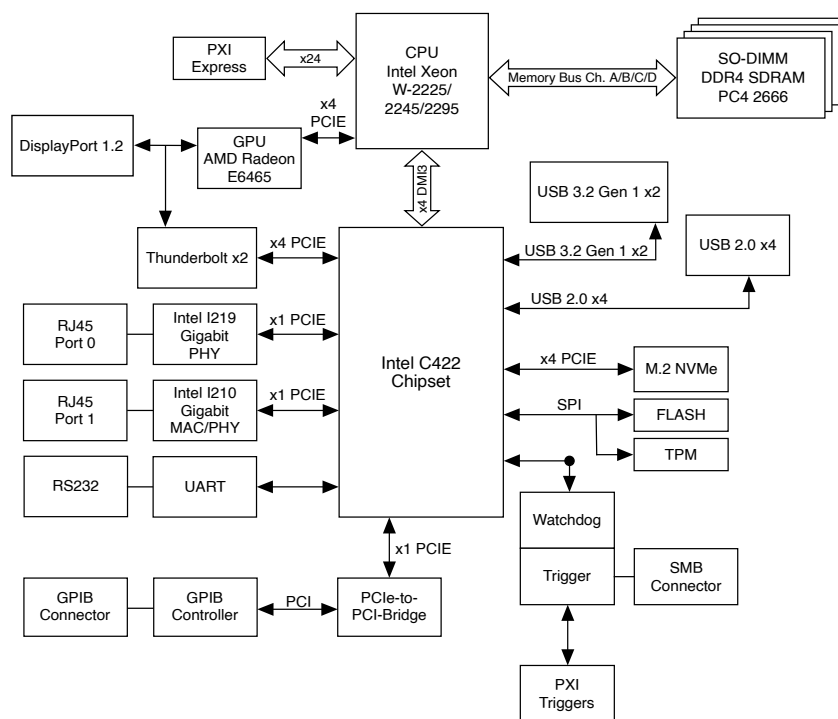 PXI
Express
x24
CPU
Intel Xeon
W-2225/
2245/2295
Memory Bus Ch. A/B/C/D
SO-DIMM
DDR4 SDRAM
PC4 2666
x4
PCIE
DisplayPort 1.2
GPU
AMD Radeon
E6465
x4 DMI3
USB 3.2 Gen 1 x2
USB 2.0 x4
Thunderbolt x2
x4 PCIE
USB 3.2 Gen 1 x2
USB 2.0 x4
RJ45
Port 0
Intel I219
Gigabit
PHY
x1 PCIE
Intel C422
Chipset
x4 PCIE
M.2 NVMe
RJ45
Port 1
Intel I210
Gigabit
MAC/PHY
x1 PCIE
SPI
FLASH
TPM
RS232
UART
Watchdog
x1 PCIE
Trigger
SMB
Connector
GPIB
Connector
GPIB
Controller
PCI
PCIe-to-
PCI-Bridge
PXI
Triggers